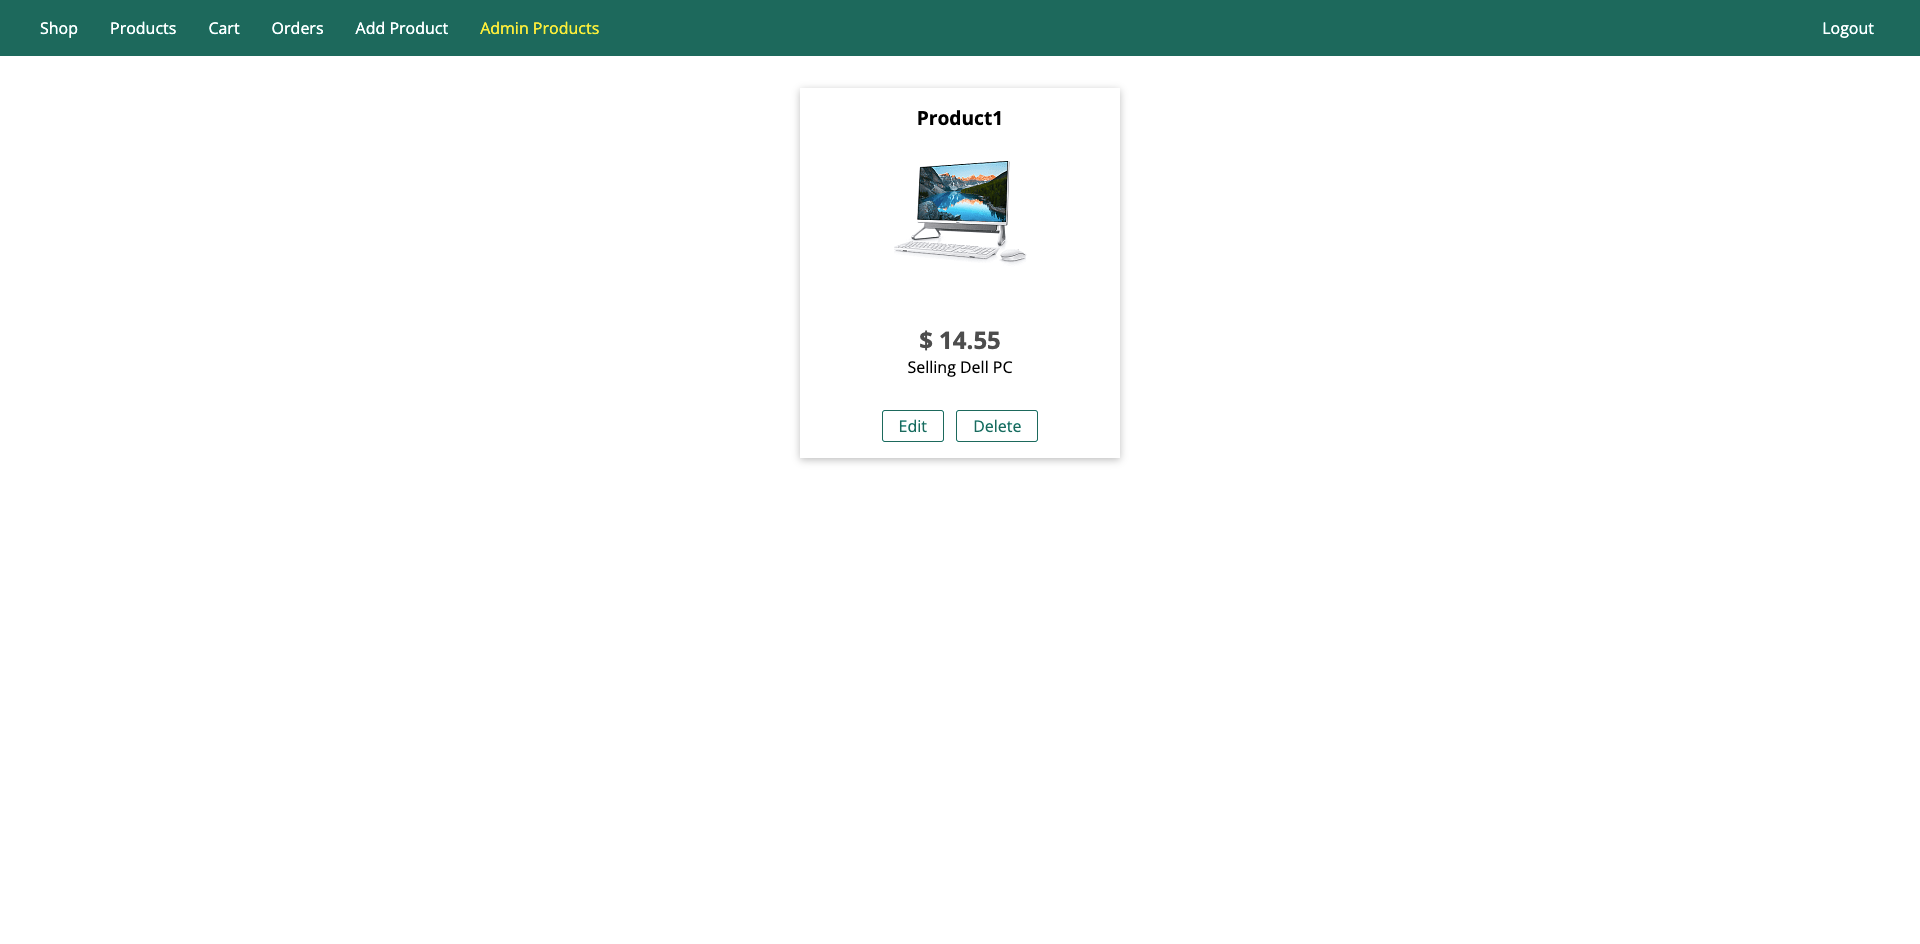 Shop Products Cart Orders Add Product Admin Products Logout
Product1
$ 14.55
Selling Dell PC
Edit Delete